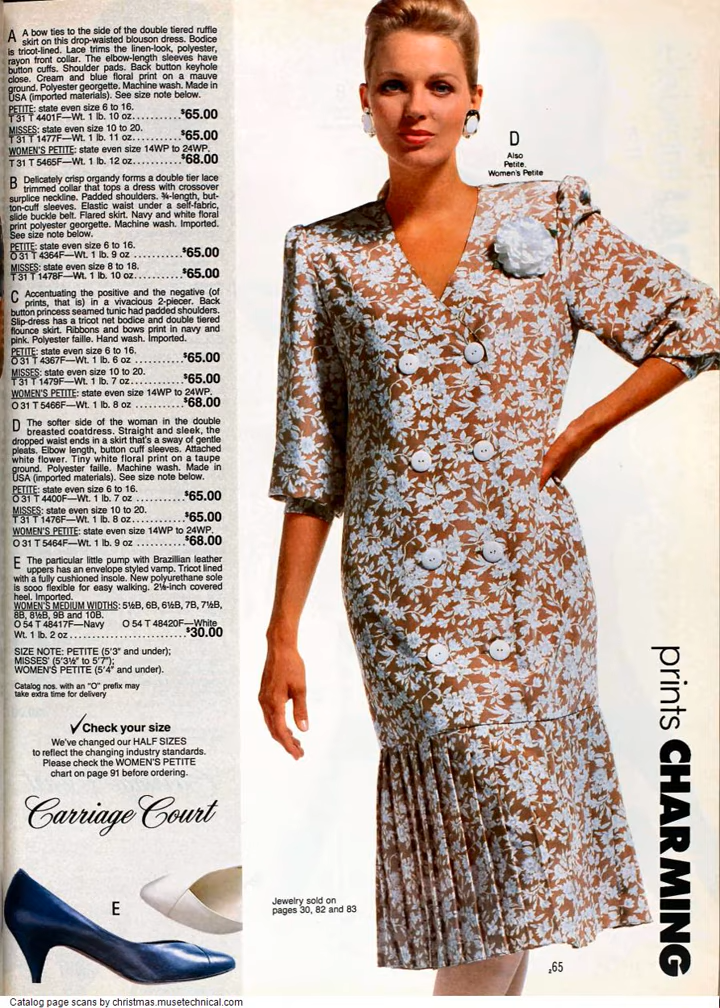 A A bow ties to the side of the double tiered ruffle
skirt on this drop-waisted blouson dress. Bodice
is tricot-lined. Lace trims the linen-look, polyester,
rayon front collar. The elbow-length sleeves have
button cuffs. Shoulder pads. Back button keyhole
close. Cream and blue floral print on a mauve
ground. Polyester georgette. Machine wash. Made in
USA (imported materials). See size note below.
PETITE: state even size 6 to 16.
T 31 T 4401F—Wt. 1 lb. 10 oz...........$65.00
MISSES: state even size 10 to 20.
T 31 T 1477F—Wt. 1 lb. 11 oz...........$65.00
WOMEN'S PETITE: state even size 14WP to 24WP.
T 31 T 5465F—Wt. 1 lb. 12 oz...........$68.00
B Delicately crisp organdy forms a double tier lace
trimmed collar that tops a dress with crossover
surplice neckline. Padded shoulders. ¾-length, but-
ton-cuff sleeves. Elastic waist under a self-fabric,
slide buckle belt. Flared skirt. Navy and white floral
print polyester georgette. Machine wash. Imported.
See size note below.
PETITE: state even size 6 to 16.
O 31 T 4364F—Wt. 1 lb. 9 oz ...........$65.00
MISSES: state even size 8 to 18.
T 31 T 1478F—Wt. 1 lb. 10 oz...........$65.00
C Accentuating the positive and the negative (of
prints, that is) in a vivacious 2-piecer. Back
button princess seamed tunic had padded shoulders.
Slip-dress has a tricot net bodice and double tiered
flounce skirt. Ribbons and bows print in navy and
pink. Polyester faille. Hand wash. Imported.
PETITE: state even size 6 to 16.
O 31 T 4367F—Wt. 1 lb. 6 oz ...........$65.00
MISSES: state even size 10 to 20.
T 31 T 1479F—Wt. 1 lb. 7 oz............$65.00
WOMEN'S PETITE: state even size 14WP to 24WP.
O 31 T 5466F—Wt. 1 lb. 8 oz ...........$68.00
D The softer side of the woman in the double
breasted coatdress. Straight and sleek, the
dropped waist ends in a skirt that's a sway of gentle
pleats. Elbow length, button cuff sleeves. Attached
white flower. Tiny white floral print on a taupe
ground. Polyester faille. Machine wash. Made in
USA (imported materials). See size note below.
PETITE: state even size 6 to 16.
O 31 T 4400F—Wt. 1 lb. 7 oz ...........$65.00
MISSES: state even size 10 to 20.
T 31 T 1476F—Wt. 1 lb. 8 oz............$65.00
WOMEN'S PETITE: state even size 14WP to 24WP.
O 31 T 5464F—Wt. 1 lb. 9 oz ...........$68.00
E The particular little pump with Brazillian leather
uppers has an envelope styled vamp. Tricot lined
with a fully cushioned insole. New polyurethane sole
is sooo flexible for easy walking. 2⅛-inch covered
heel. Imported.
WOMEN'S MEDIUM WIDTHS: 5½B, 6B, 6½B, 7B, 7½B,
8B, 8½B, 9B and 10B.
O 54 T 48417F—Navy O 54 T 48420F—White
Wt. 1 lb. 2 oz..........................$30.00
SIZE NOTE: PETITE (5'3" and under);
MISSES' (5'3½" to 5'7");
WOMEN'S PETITE (5'4" and under).
Catalog nos. with an "O" prefix may
take extra time for delivery
✓Check your size
We've changed our HALF SIZES
to reflect the changing industry standards.
Please check the WOMEN'S PETITE
chart on page 91 before ordering.
Carriage Court
E
D
Also
Petite,
Women's Petite
Jewelry sold on
pages 30, 82 and 83
prints CHARMING
z65
Catalog page scans by christmas.musetechnical.com